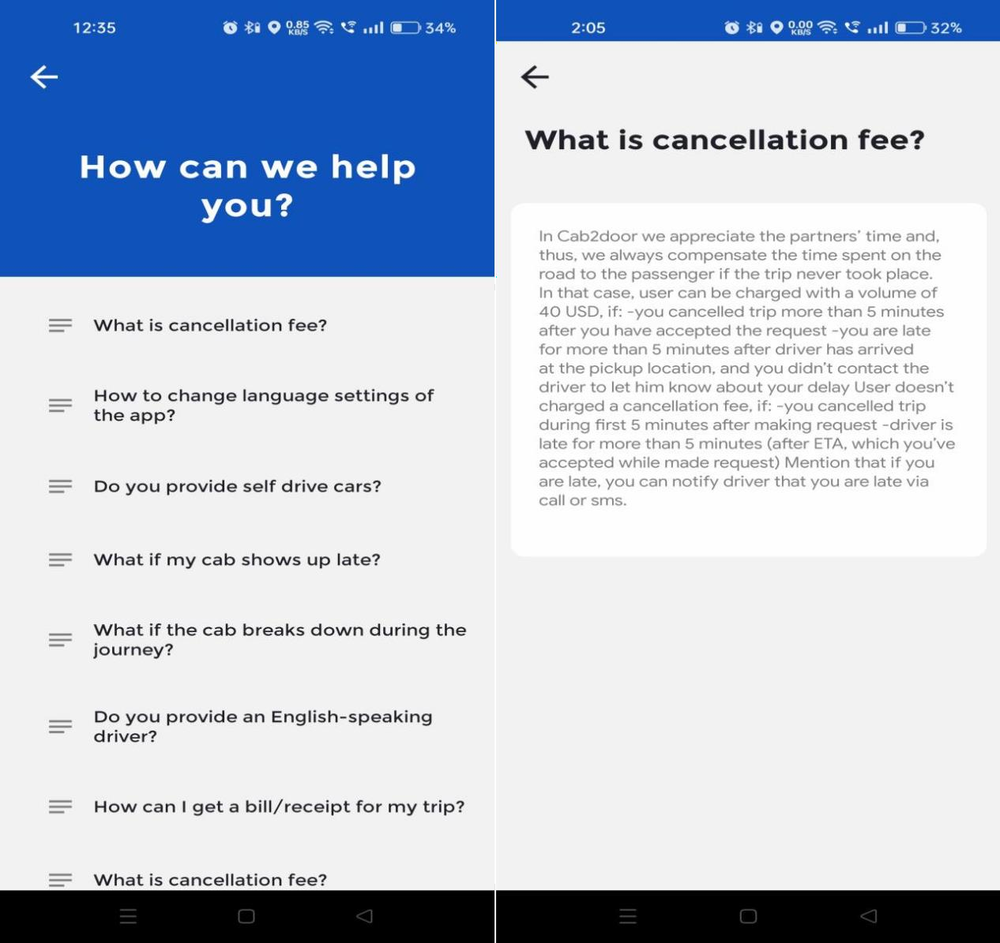 12:35
0.85
KB/S
34%
How can we help
you?
What is cancellation fee?
How to change language settings of
the app?
Do you provide self drive cars?
What if my cab shows up late?
What if the cab breaks down during the
journey?
Do you provide an English-speaking
driver?
How can I get a bill/receipt for my trip?
What is cancellation fee?
2:05
0.00
KB/S
32%
What is cancellation fee?
In Cab2door we appreciate the partners' time and,
thus, we always compensate the time spent on the
road to the passenger if the trip never took place.
In that case, user can be charged with a volume of
40 USD, if: -you cancelled trip more than 5 minutes
after you have accepted the request -you are late
for more than 5 minutes after driver has arrived
at the pickup location, and you didn't contact the
driver to let him know about your delay User doesn't
charged a cancellation fee, if: -you cancelled trip
during first 5 minutes after making request -driver is
late for more than 5 minutes (after ETA, which you've
accepted while made request) Mention that if you
are late, you can notify driver that you are late via
call or sms.